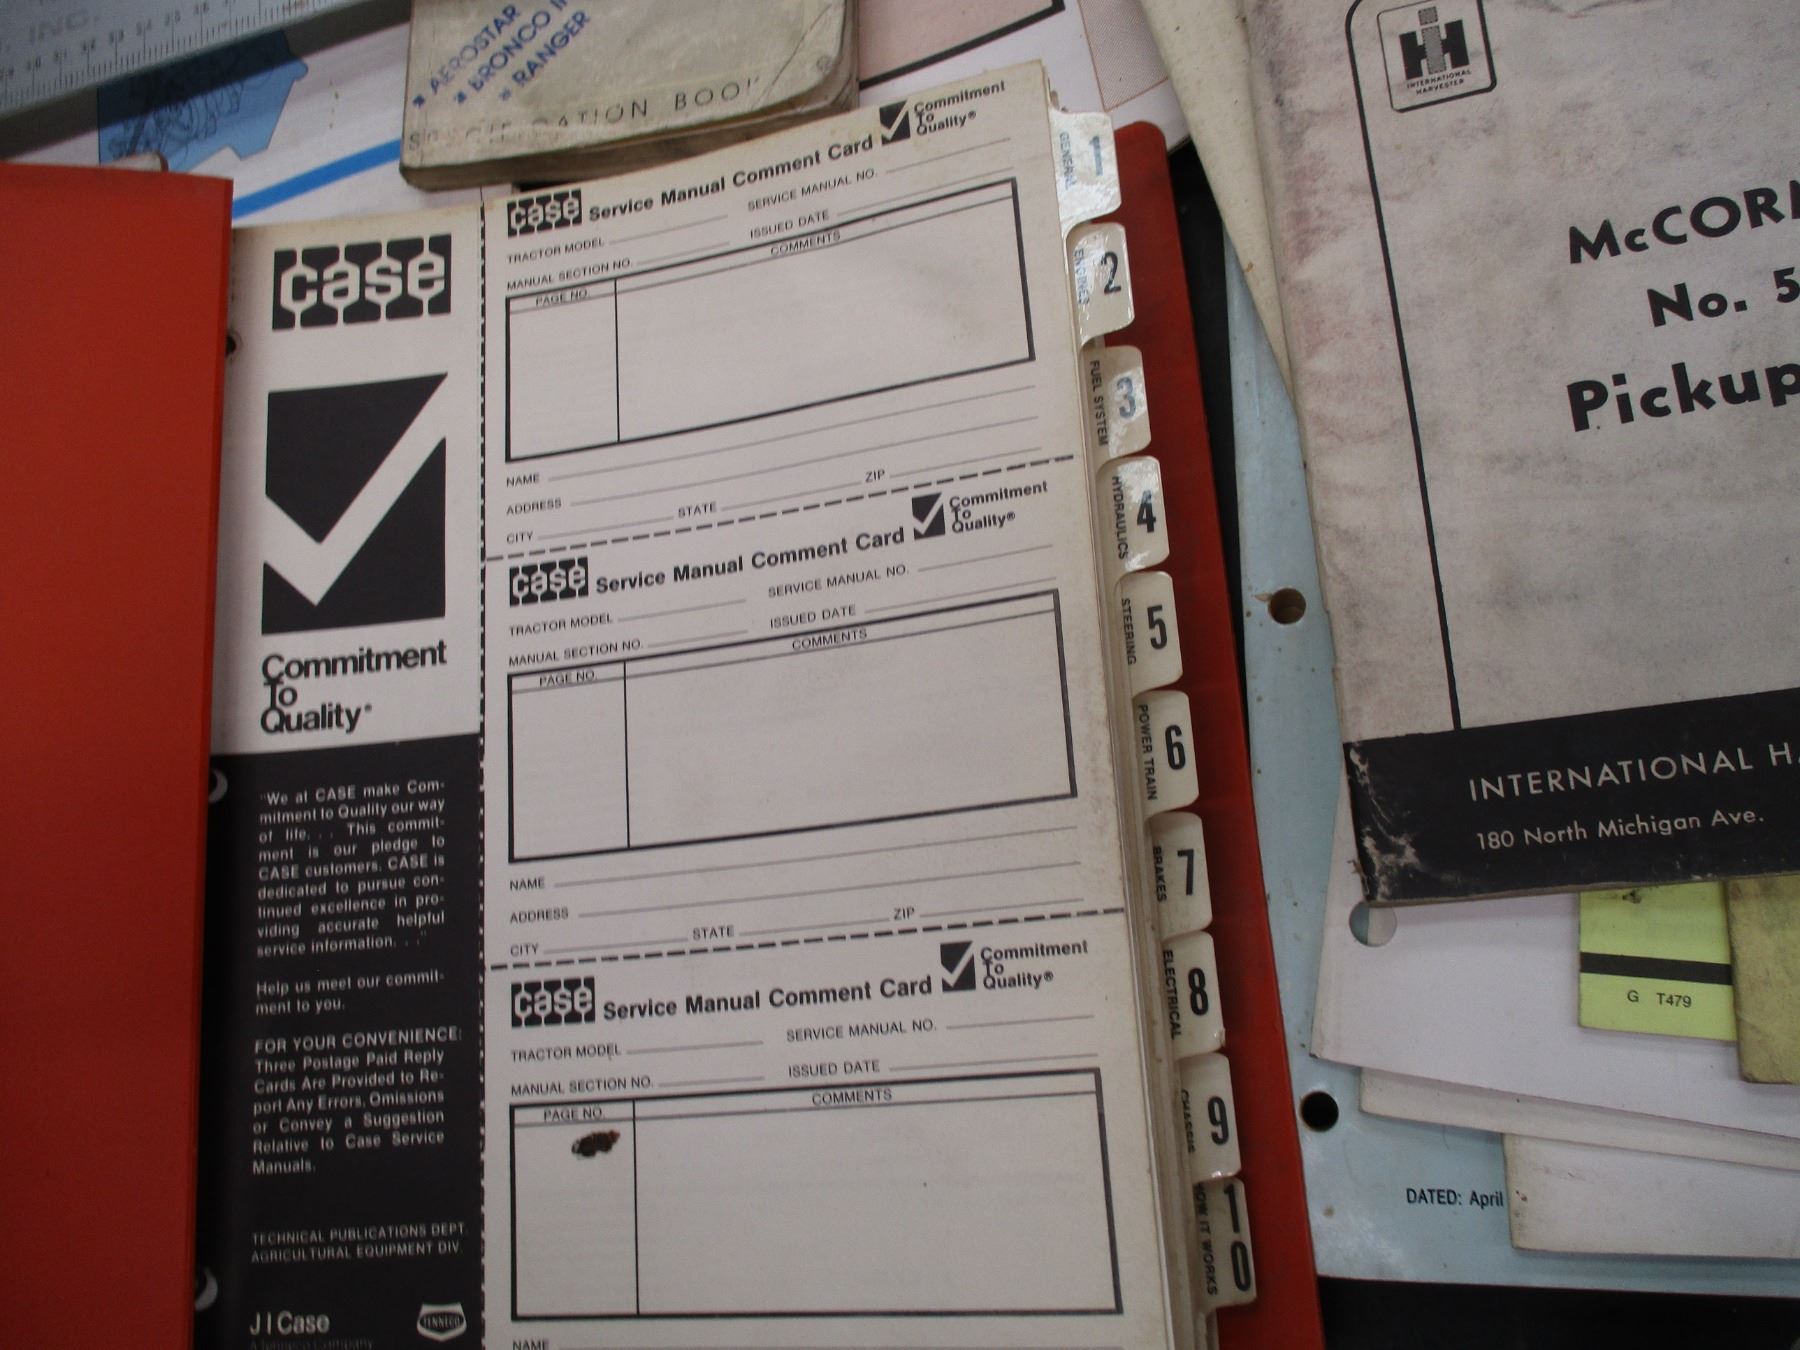 INC.
AEROSTAR
BRONCO II
RANGER
SPECIFICATION BOOK
case
Commitment
To
Quality®
"We at CASE make Com-
mitment to Quality our way
of life. . . This commit-
ment is our pledge to
CASE customers. CASE is
dedicated to pursue con-
tinued excellence in pro-
viding accurate helpful
service information. . ."
Help us meet our commit-
ment to you.
FOR YOUR CONVENIENCE:
Three Postage Paid Reply
Cards Are Provided to Re-
port Any Errors, Omissions
or Convey a Suggestion
Relative to Case Service
Manuals.
TECHNICAL PUBLICATIONS DEPT.
AGRICULTURAL EQUIPMENT DIV.
J I Case
A Tenneco Company
TENNECO
case Service Manual Comment Card
Commitment
To
Quality®
TRACTOR MODEL SERVICE MANUAL NO.
MANUAL SECTION NO. ISSUED DATE
PAGE NO. COMMENTS
NAME
ADDRESS
CITY STATE ZIP
case Service Manual Comment Card
Commitment
To
Quality®
TRACTOR MODEL SERVICE MANUAL NO.
MANUAL SECTION NO. ISSUED DATE
PAGE NO. COMMENTS
NAME
ADDRESS
CITY STATE ZIP
case Service Manual Comment Card
Commitment
To
Quality®
TRACTOR MODEL SERVICE MANUAL NO.
MANUAL SECTION NO. ISSUED DATE
PAGE NO. COMMENTS
NAME
1 GENERAL
2 ENGINES
3 FUEL SYSTEM
4 HYDRAULICS
5 STEERING
6 POWER TRAIN
7 BRAKES
8 ELECTRICAL
9 CHASSIS
10 HOW IT WORKS
IH
INTERNATIONAL
HARVESTER
McCOR
No. 5
Pickup
INTERNATIONAL HA
180 North Michigan Ave.
G T479
DATED: April